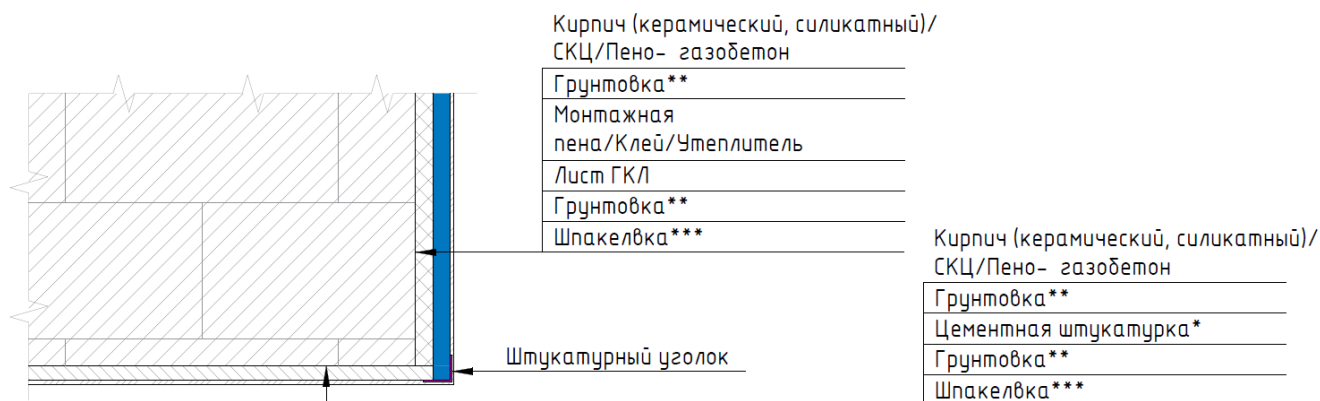 Кирпич (керамический, силикатный)/
СКЦ/Пено- газобетон
Грунтовка**
Монтажная
пена/Клей/Утеплитель
Лист ГКЛ
Грунтовка**
Шпакелвка***
Штукатурный уголок
Кирпич (керамический, силикатный)/
СКЦ/Пено- газобетон
Грунтовка**
Цементная штукатурка*
Грунтовка**
Шпакелвка***